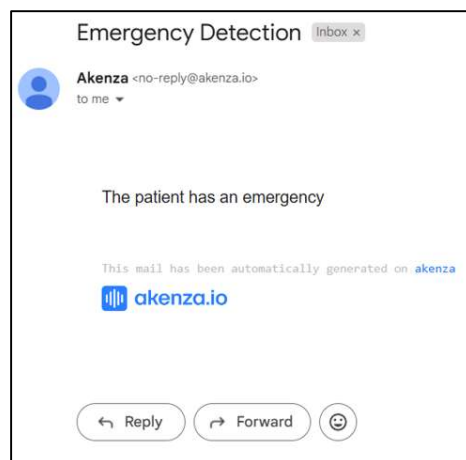 Emergency Detection Inbox ×
Akenza <no-reply@akenza.io>
to me
The patient has an emergency
This mail has been automatically generated on akenza
akenza.io
Reply Forward